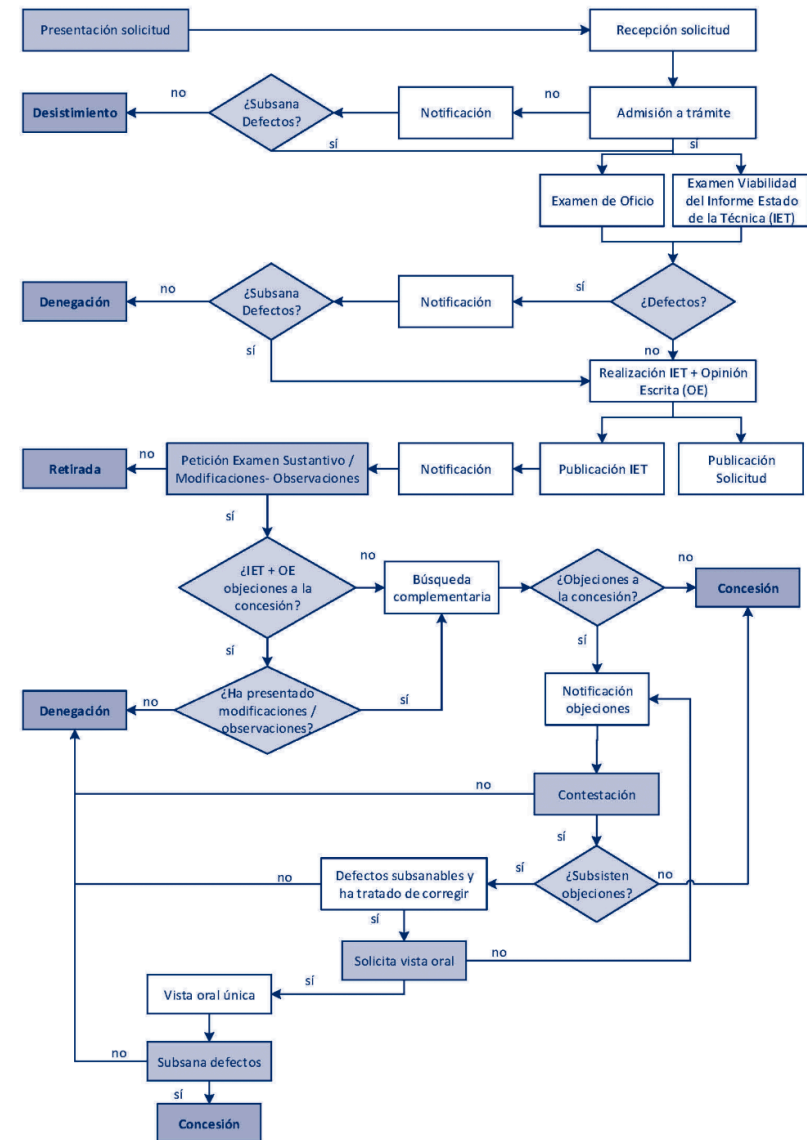 Presentación solicitud
Recepción solicitud
Desistimiento
no
¿Subsana
Defectos?
Notificación
no
Admisión a trámite
sí
sí
Examen de Oficio
Examen Viabilidad
del Informe Estado
de la Técnica (IET)
Denegación
no
¿Subsana
Defectos?
Notificación
sí
¿Defectos?
sí
no
Realización IET + Opinión
Escrita (OE)
Retirada
no
Petición Examen Sustantivo /
Modificaciones- Observaciones
Notificación
Publicación IET
Publicación
Solicitud
sí
¿IET + OE
objeciones a la
concesión?
no
Búsqueda
complementaria
¿Objeciones a
la concesión?
no
Concesión
sí
sí
Denegación
no
¿Ha presentado
modificaciones /
observaciones?
sí
Notificación
objeciones
no
Contestación
sí
no
Defectos subsanables y
ha tratado de corregir
sí
¿Subsisten
objeciones?
no
sí
Solicita vista oral
no
sí
Vista oral única
no
Subsana defectos
sí
Concesión